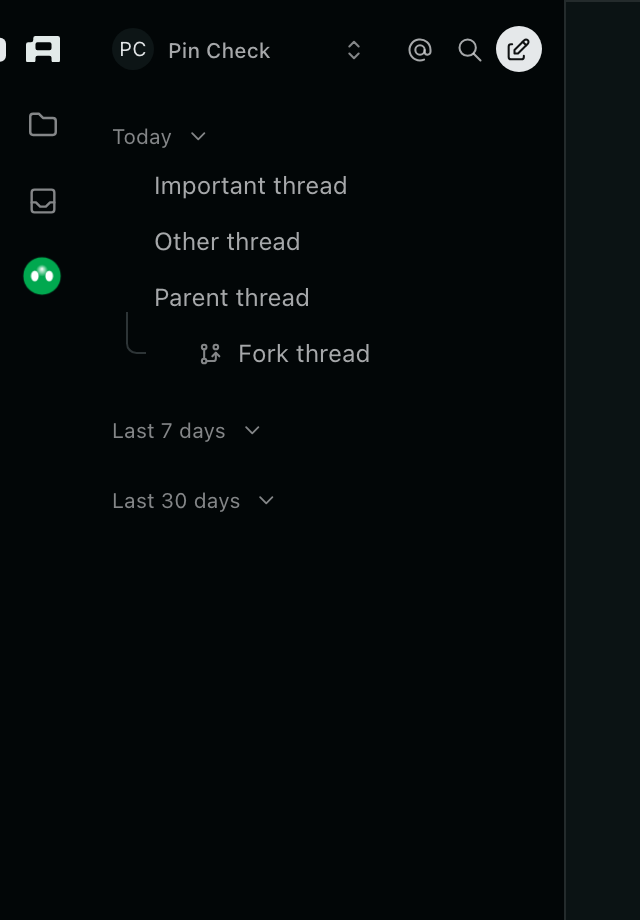 PC Pin Check
Today
Important thread
Other thread
Parent thread
Fork thread
Last 7 days
Last 30 days